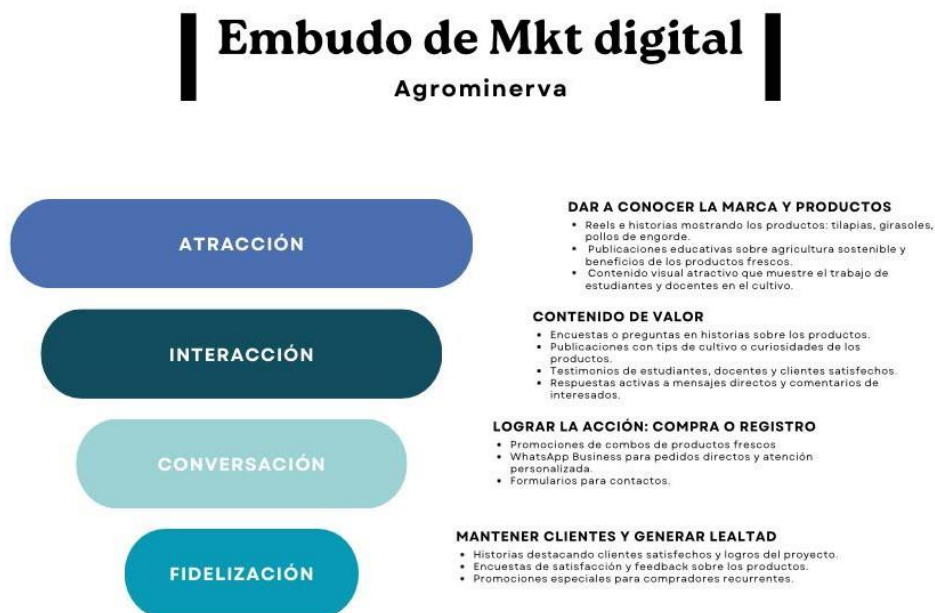 Embudo de Mkt digital
Agrominerva
ATRACCIÓN
DAR A CONOCER LA MARCA Y PRODUCTOS
• Reels e historias mostrando los productos: tilapias, girasoles,
pollos de engorde.
• Publicaciones educativas sobre agricultura sostenible y
beneficios de los productos frescos.
• Contenido visual atractivo que muestre el trabajo de
estudiantes y docentes en el cultivo.
INTERACCIÓN
CONTENIDO DE VALOR
• Encuestas o preguntas en historias sobre los productos.
• Publicaciones con tips de cultivo o curiosidades de los
productos.
• Testimonios de estudiantes, docentes y clientes satisfechos.
• Respuestas activas a mensajes directos y comentarios de
interesados.
CONVERSACIÓN
LOGRAR LA ACCIÓN: COMPRA O REGISTRO
• Promociones de combos de productos frescos
• WhatsApp Business para pedidos directos y atención
personalizada.
• Formularios para contactos.
FIDELIZACIÓN
MANTENER CLIENTES Y GENERAR LEALTAD
• Historias destacando clientes satisfechos y logros del proyecto.
• Encuestas de satisfacción y feedback sobre los productos.
• Promociones especiales para compradores recurrentes.